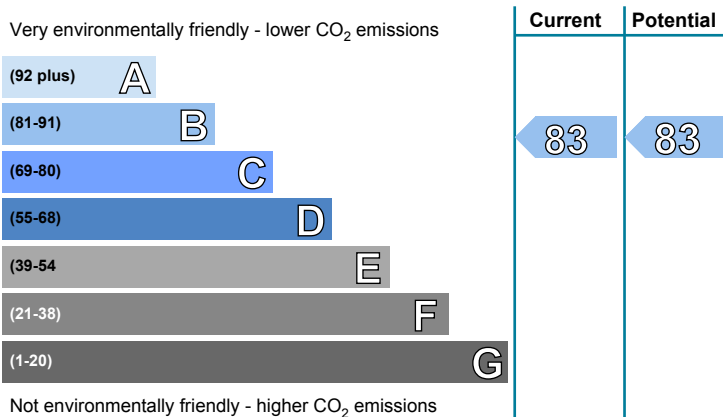 Very environmentally friendly - lower CO2 emissions
Current
Potential
(92 plus) A
(81-91) B
83
83
(69-80) C
(55-68) D
(39-54 E
(21-38) F
(1-20) G
Not environmentally friendly - higher CO2 emissions